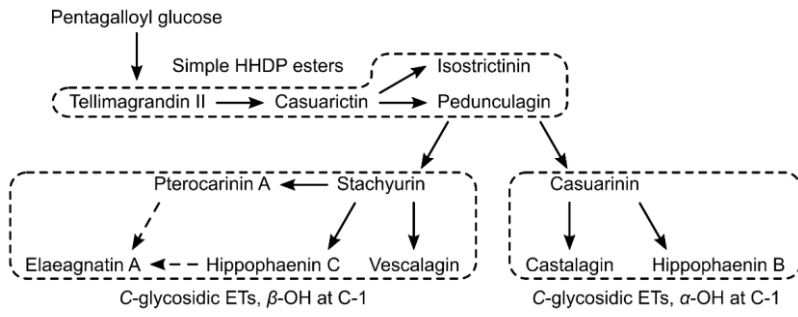 Pentagalloyl glucose
Simple HHDP esters
Isostrictinin
Tellimagrandin II
Casuarictin
Pedunculagin
Pterocarinin A
Stachyurin
Casuarinin
Elaeagnatin A
Hippophaenin C
Vescalagin
Castalagin
Hippophaenin B
C-glycosidic ETs, β-OH at C-1
C-glycosidic ETs, α-OH at C-1